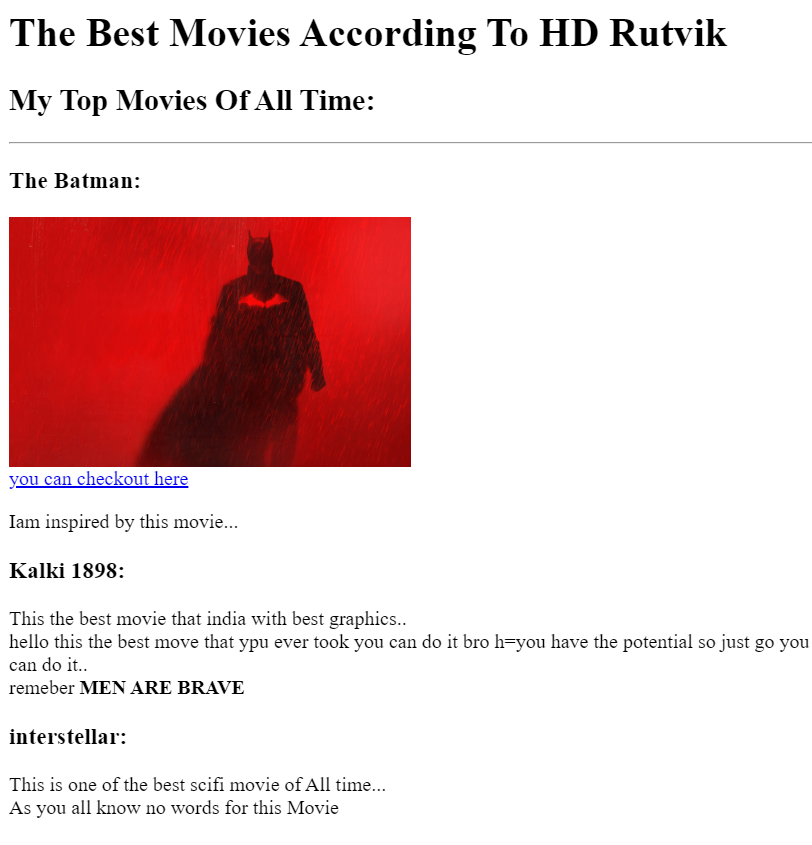 The Best Movies According To HD Rutvik
My Top Movies Of All Time:
The Batman:
you can checkout here
Iam inspired by this movie...
Kalki 1898:
This the best movie that india with best graphics..
hello this the best move that ypu ever took you can do it bro h=you have the potential so just go you
can do it..
remeber MEN ARE BRAVE
interstellar:
This is one of the best scifi movie of All time...
As you all know no words for this Movie